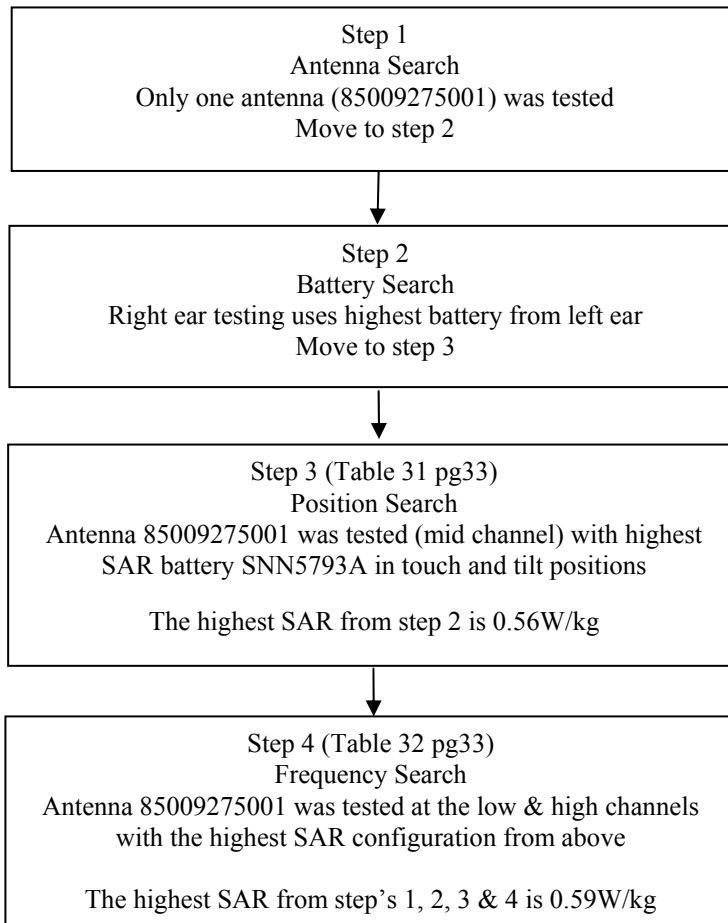 Step 1
Antenna Search
Only one antenna (85009275001) was tested
Move to step 2
Step 2
Battery Search
Right ear testing uses highest battery from left ear
Move to step 3
Step 3 (Table 31 pg33)
Position Search
Antenna 85009275001 was tested (mid channel) with highest
SAR battery SNN5793A in touch and tilt positions
The highest SAR from step 2 is 0.56W/kg
Step 4 (Table 32 pg33)
Frequency Search
Antenna 85009275001 was tested at the low & high channels
with the highest SAR configuration from above
The highest SAR from step’s 1, 2, 3 & 4 is 0.59W/kg